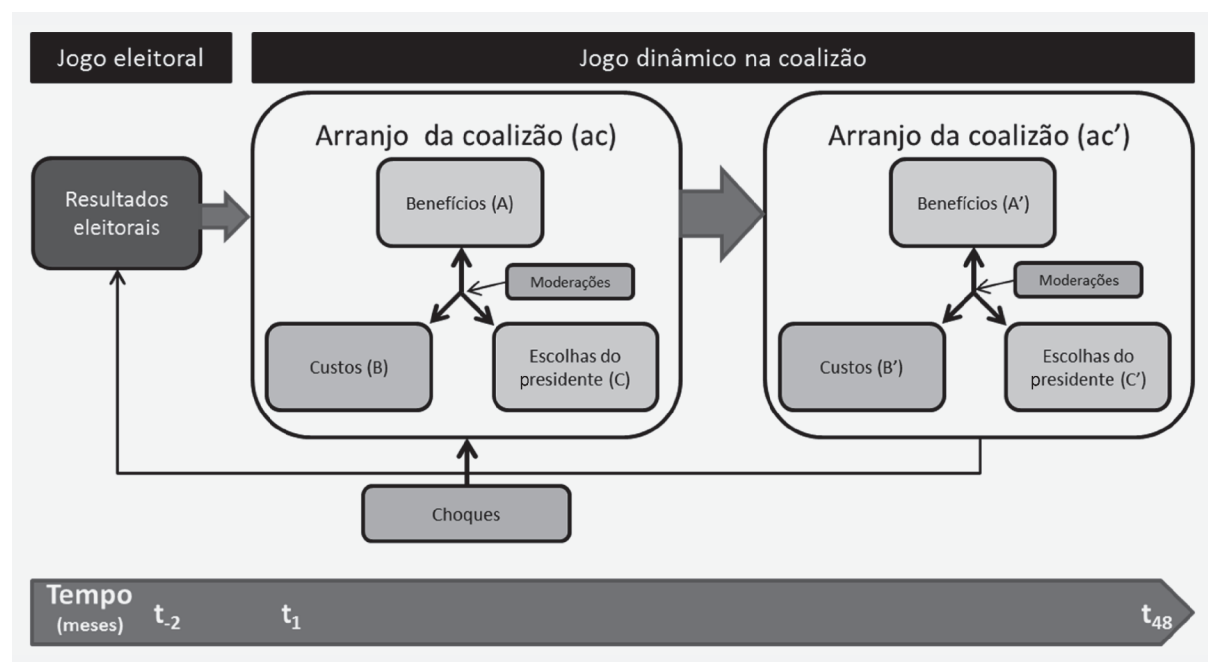 Jogo eleitoral
Jogo dinâmico na coalizão
Resultados
eleitorais
Arranjo da coalizão (ac)
Benefícios (A)
Moderações
Custos (B)
Escolhas do
presidente (C)
Arranjo da coalizão (ac’)
Benefícios (A’)
Moderações
Custos (B’)
Escolhas do
presidente (C’)
Choques
Tempo
(meses)
t-2
t1
t48